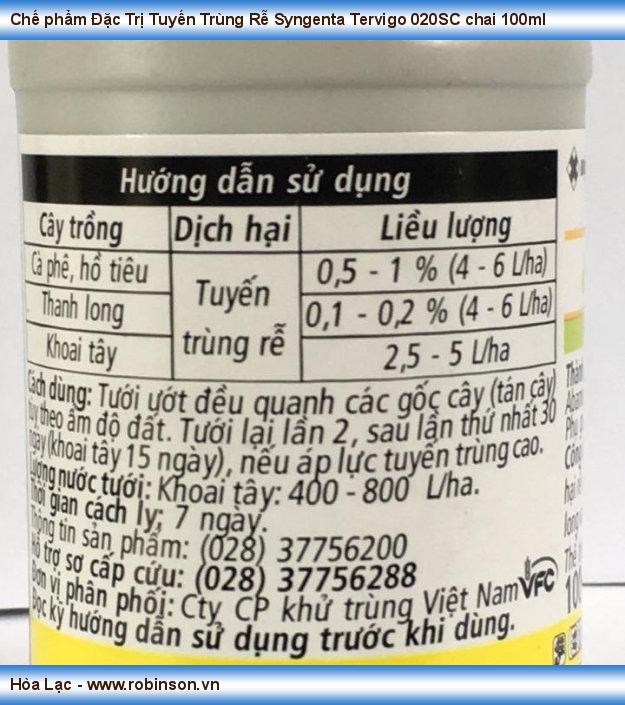 Chế phẩm Đặc Trị Tuyến Trùng Rễ Syngenta Tervigo 020SC chai 100ml
Hướng dẫn sử dụng
Cây trồng Dịch hại Liều lượng
Cà phê, hồ tiêu Tuyến trùng rễ 0,5 - 1 % (4 - 6 L/ha)
Thanh long 0,1 - 0,2 % (4 - 6 L/ha)
Khoai tây 2,5 - 5 L/ha
Cách dùng: Tưới ướt đều quanh các gốc cây (tán cây)
tùy theo ẩm độ đất. Tưới lại lần 2, sau lần thứ nhất 30
ngày (khoai tây 15 ngày), nếu áp lực tuyến trùng cao.
Lượng nước tưới: Khoai tây: 400 - 800 L/ha.
Thời gian cách ly: 7 ngày.
Thông tin sản phẩm: (028) 37756200
Hỗ trợ sơ cấp cứu: (028) 37756288
Đơn vị phân phối: Cty CP khử trùng Việt Nam VFC
Đọc kỹ hướng dẫn sử dụng trước khi dùng.
Hòa Lạc - www.robinson.vn